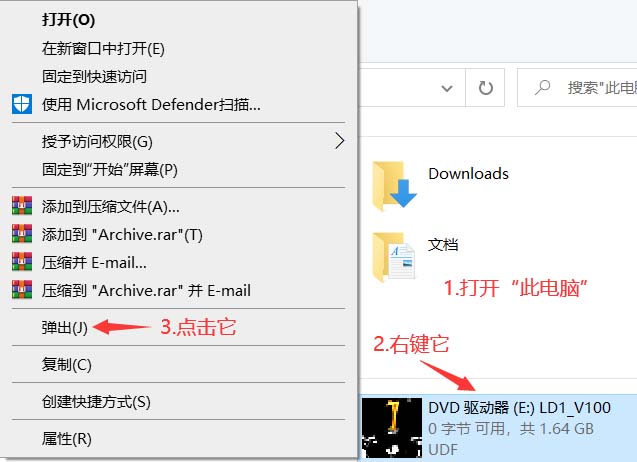 打开(O)
在新窗口中打开(E)
固定到快速访问
使用 Microsoft Defender扫描...
授予访问权限(G)
固定到"开始"屏幕(P)
添加到压缩文件(A)...
添加到 "Archive.rar"(T)
压缩并 E-mail...
压缩到 "Archive.rar" 并 E-mail
弹出(J)
3.点击它
复制(C)
创建快捷方式(S)
属性(R)
搜索"此电脑
Downloads
文档
1.打开“此电脑”
2.右键它
DVD 驱动器 (E:) LD1_V100
0 字节 可用，共 1.64 GB
UDF